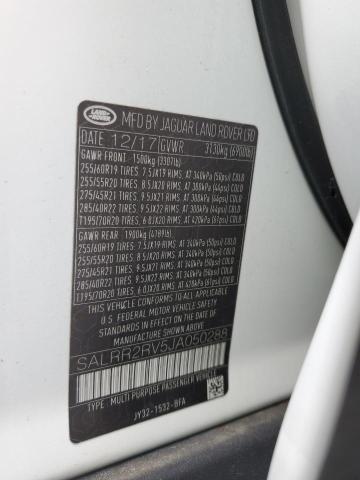 LAND ROVER
MFD BY JAGUAR LAND ROVER LTD
DATE 12/17 GVWR 3130kg (6900lb)
GAWR FRONT 1500kg (3307lb)
255/60R19 TIRES, 7.5JX19 RIMS, AT 340kPa (50psi) COLD
255/55R20 TIRES, 8.5JX20 RIMS, AT 300kPa (44psi) COLD
275/45R21 TIRES, 9.5JX21 RIMS, AT 300kPa (44psi) COLD
285/40R22 TIRES, 9.5JX22 RIMS, AT 300kPa (44psi) COLD
T195/70R20 TIRES, 6.0JX20 RIMS, AT 420kPa (61psi) COLD
GAWR REAR 1900kg (4189lb)
255/60R19 TIRES, 7.5JX19 RIMS, AT 340kPa (50psi) COLD
255/55R20 TIRES, 8.5JX20 RIMS, AT 340kPa (50psi) COLD
275/45R21 TIRES, 9.5JX21 RIMS, AT 340kPa (50psi) COLD
285/40R22 TIRES, 9.5JX22 RIMS, AT 340kPa (50psi) COLD
T195/70R20 TIRES, 6.0JX20 RIMS, AT 420kPa (61psi) COLD
THIS VEHICLE CONFORMS TO ALL APPLICABLE
U.S FEDERAL MOTOR VEHICLE SAFETY STANDARDS
IN EFFECT ON THE DATE OF
MANUFACTURE SHOWN ABOVE
SALRR2RV5JA050288
TYPE: MULTI PURPOSE PASSENGER VEHICLE
JY32-1532-BFA